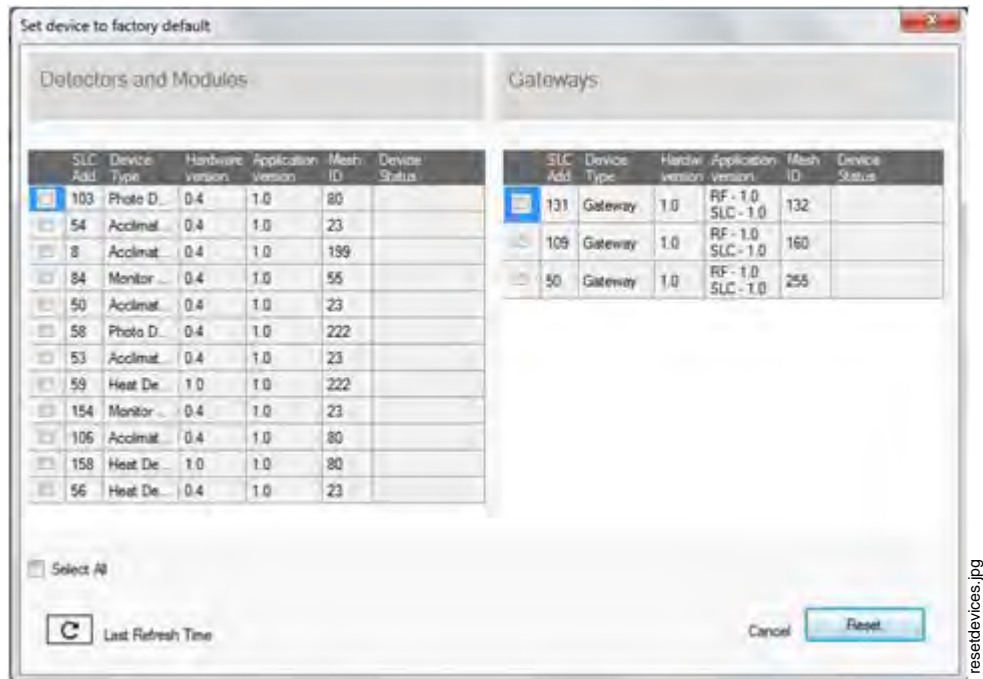 Set device to factory default
Detectors and Modules
SLC Add Device Type Hardware version Application version Mesh ID Device Status
103 Photo D... 0.4 1.0 80
54 Acclimat... 0.4 1.0 23
8 Acclimat... 0.4 1.0 199
84 Monitor ... 0.4 1.0 55
50 Acclimat... 0.4 1.0 23
58 Photo D... 0.4 1.0 222
53 Acclimat... 0.4 1.0 23
59 Heat De... 1.0 1.0 222
154 Monitor ... 0.4 1.0 23
106 Acclimat... 0.4 1.0 80
158 Heat De... 1.0 1.0 80
56 Heat De... 0.4 1.0 23
Gateways
SLC Add Device Type Hardwi version Application version Mesh ID Device Status
131 Gateway 1.0 RF - 1.0 SLC - 1.0 132
109 Gateway 1.0 RF - 1.0 SLC - 1.0 160
50 Gateway 1.0 RF - 1.0 SLC - 1.0 255
Select All
Last Refresh Time
Cancel
Reset
resetdevices.jpg